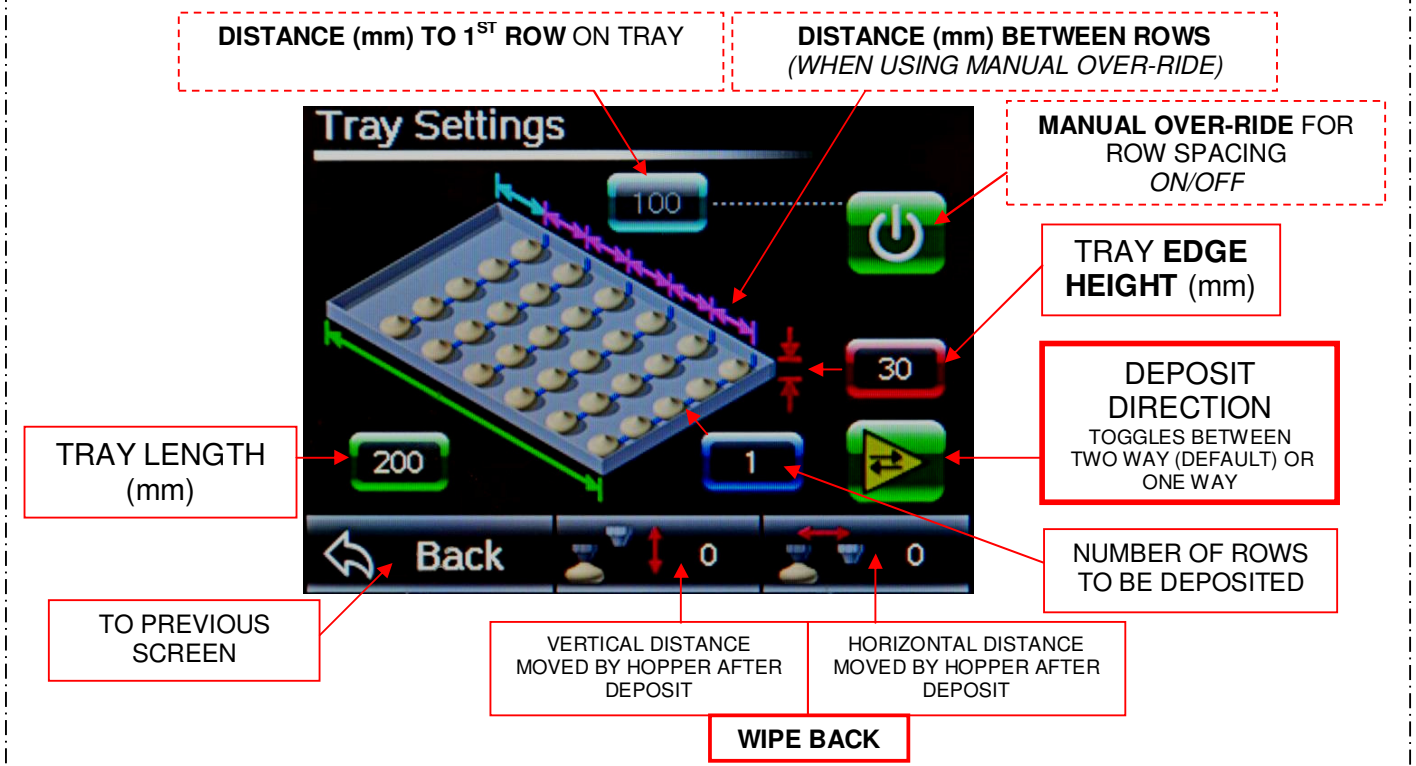 DISTANCE (mm) TO 1ST ROW ON TRAY
DISTANCE (mm) BETWEEN ROWS
(WHEN USING MANUAL OVER-RIDE)
MANUAL OVER-RIDE FOR
ROW SPACING
ON/OFF
Tray Settings
100
TRAY EDGE
HEIGHT (mm)
30
DEPOSIT
DIRECTION
TOGGLES BETWEEN
TWO WAY (DEFAULT) OR
ONE WAY
TRAY LENGTH
(mm)
200
1
Back
0
0
NUMBER OF ROWS
TO BE DEPOSITED
TO PREVIOUS
SCREEN
VERTICAL DISTANCE
MOVED BY HOPPER AFTER
DEPOSIT
HORIZONTAL DISTANCE
MOVED BY HOPPER AFTER
DEPOSIT
WIPE BACK